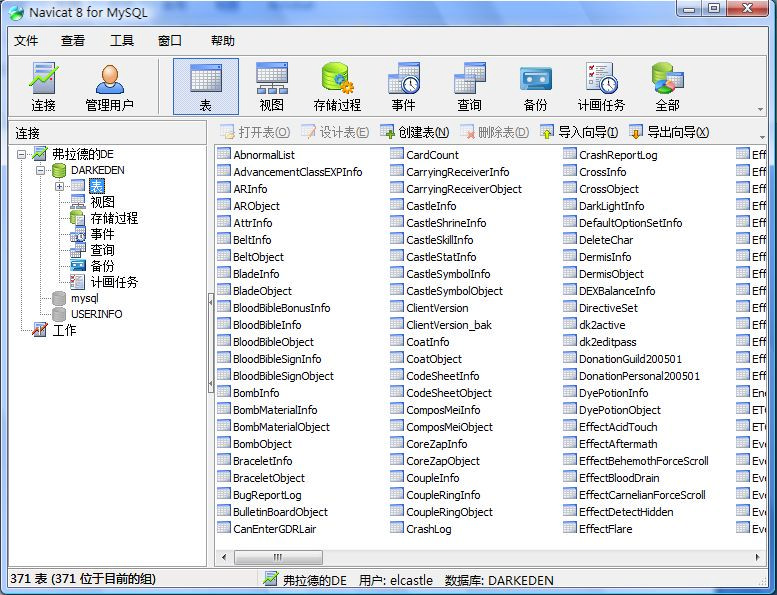 Navicat 8 for MySQL
文件 查看 工具 窗口 帮助
连接 管理用户 表 视图 存储过程 事件 查询 备份 计画任务 全部
连接
打开表(O) 设计表(E) 创建表(N) 删除表(D) 导入向导(I) 导出向导(X)
弗拉德的DE
DARKEDEN
表
视图
存储过程
事件
查询
备份
计画任务
mysql
USERINFO
工作
AbnormalList CardCount CrashReportLog Eff
AdvancementClassEXPInfo CarryingReceiverInfo CrossInfo Eff
ARInfo CarryingReceiverObject CrossObject Eff
ARObject CastleInfo DarkLightInfo Eff
AttrInfo CastleShrineInfo DefaultOptionSetInfo Eff
BeltInfo CastleSkillInfo DeleteChar Eff
BeltObject CastleStatInfo DermisInfo Eff
BladeInfo CastleSymbolInfo DermisObject Eff
BladeObject CastleSymbolObject DEXBalanceInfo Eff
BloodBibleBonusInfo ClientVersion DirectiveSet Eff
BloodBibleInfo ClientVersion_bak dk2active Eff
BloodBibleObject CoatInfo dk2editpass Eff
BloodBibleSignInfo CoatObject DonationGuild200501 Eff
BloodBibleSignObject CodeSheetInfo DonationPersonal200501 Eff
BombInfo CodeSheetObject DyePotionInfo
BombMaterialInfo ComposMeiInfo DyePotionObject
BombMaterialObject ComposMeiObject EffectAcidTouch
BombObject CoreZapInfo EffectAftermath
BraceletInfo CoreZapObject EffectBehemothForceScroll
BraceletObject CoupleInfo EffectBloodDrain
BugReportLog CoupleRingInfo EffectCarnelianForceScroll
BulletinBoardObject CoupleRingObject EffectDetectHidden
CanEnterGDRLair CrashLog EffectFlare
371 表 (371 位于目前的组) 弗拉德的DE 用户: elcastle 数据库: DARKEDEN